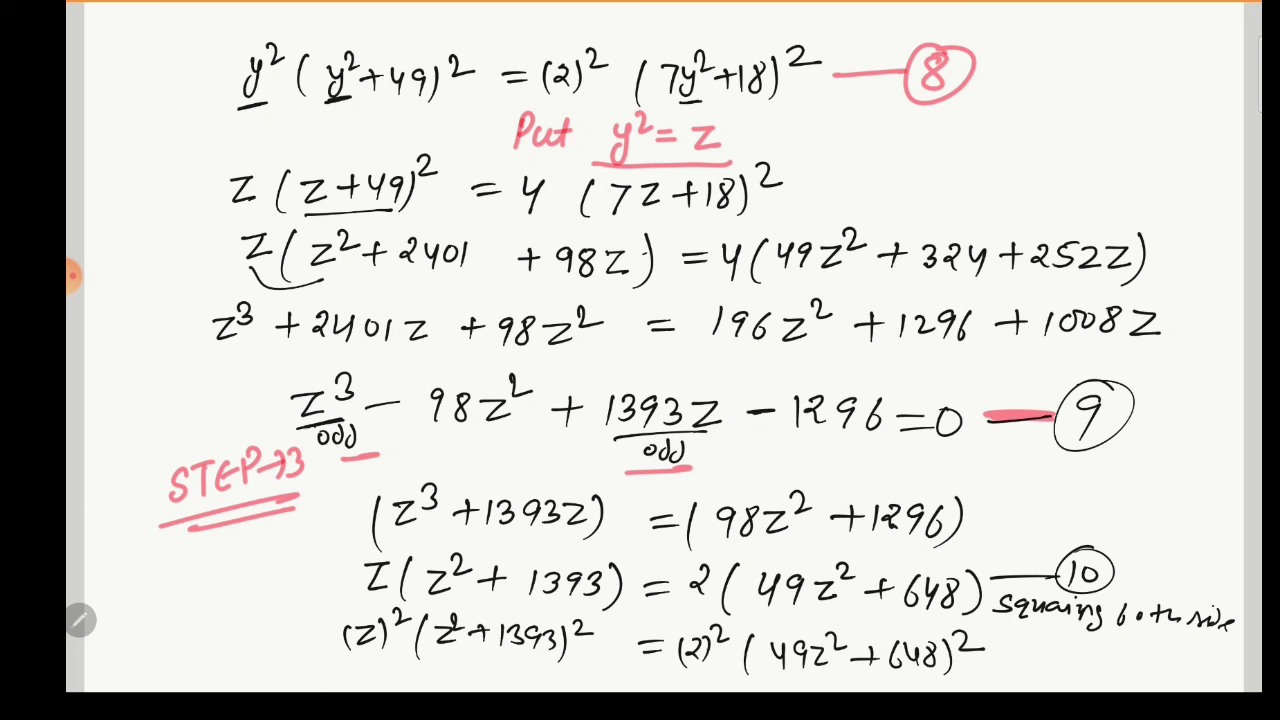 y² (y²+49)² = (2)² (7y²+18)² — 8
Put y² = z
z (z+49)² = 4 (7z+18)²
z (z² + 2401 + 98z) = 4 (49z² + 324 + 252z)
z³ + 2401z + 98z² = 196z² + 1296 + 1008z
z³ - 98z² + 1393z - 1296 = 0 — 9
odd odd
STEP→3
(z³ + 1393z) = (98z² + 1296)
z (z² + 1393) = 2 (49z² + 648) — 10
squaing both side
(z)² (z² + 1393)² = (2)² (49z² + 648)²